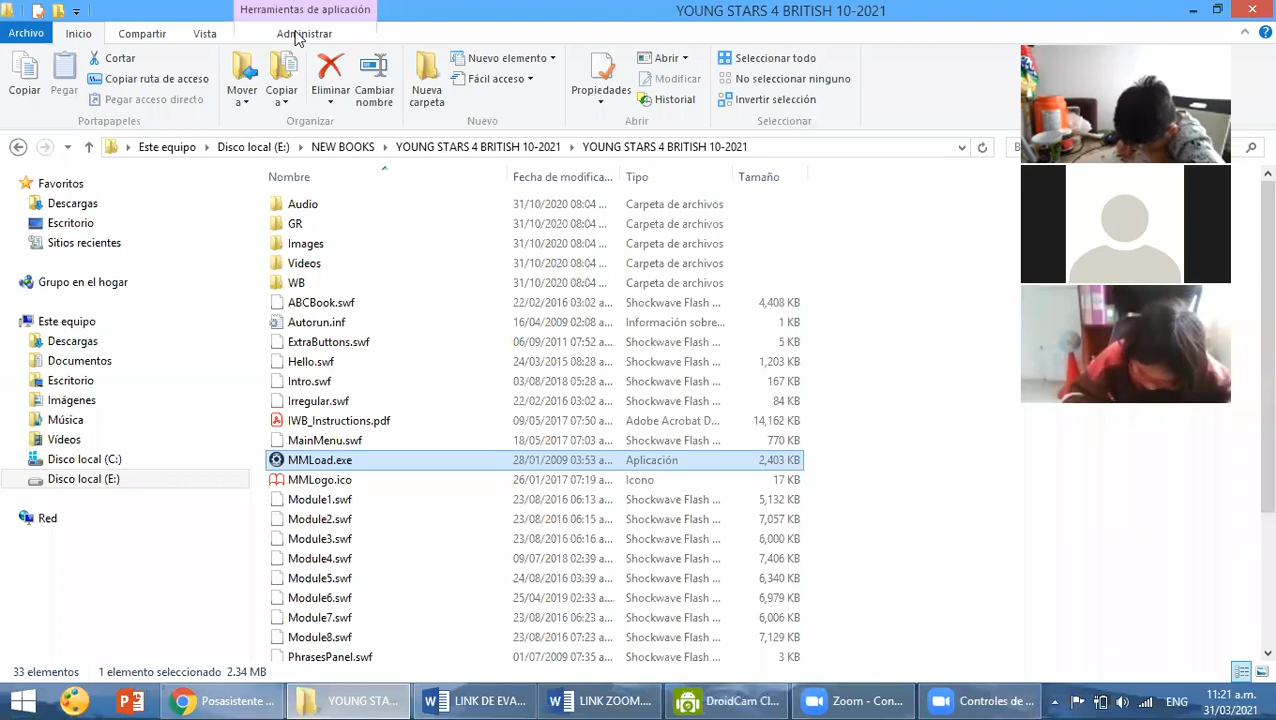 Herramientas de aplicación
YOUNG STARS 4 BRITISH 10-2021
Archivo Inicio Compartir Vista Administrar
Copiar
Pegar
Cortar
Copiar ruta de acceso
Pegar acceso directo
Portapapeles
Mover a
Copiar a
Eliminar
Cambiar nombre
Organizar
Nueva carpeta
Nuevo elemento
Fácil acceso
Nuevo
Propiedades
Abrir
Modificar
Historial
Abrir
Seleccionar todo
No seleccionar ninguno
Invertir selección
Seleccionar
Este equipo Disco local (E:) NEW BOOKS YOUNG STARS 4 BRITISH 10-2021 YOUNG STARS 4 BRITISH 10-2021
Favoritos
Descargas
Escritorio
Sitios recientes
Grupo en el hogar
Este equipo
Descargas
Documentos
Escritorio
Imágenes
Música
Vídeos
Disco local (C:)
Disco local (E:)
Red
Nombre Fecha de modifica... Tipo Tamaño
Audio 31/10/2020 08:04 ... Carpeta de archivos
GR 31/10/2020 08:04 ... Carpeta de archivos
Images 31/10/2020 08:04 ... Carpeta de archivos
Videos 31/10/2020 08:04 ... Carpeta de archivos
WB 31/10/2020 08:04 ... Carpeta de archivos
ABCBook.swf 22/02/2016 03:02 a... Shockwave Flash ... 4,408 KB
Autorun.inf 16/04/2009 02:08 a... Información sobre... 1 KB
ExtraButtons.swf 06/09/2011 07:52 a... Shockwave Flash ... 5 KB
Hello.swf 24/03/2015 08:28 a... Shockwave Flash ... 1,203 KB
Intro.swf 03/08/2018 05:28 a... Shockwave Flash ... 167 KB
Irregular.swf 22/02/2016 03:02 a... Shockwave Flash ... 84 KB
IWB_Instructions.pdf 09/05/2017 07:50 a... Adobe Acrobat D... 14,162 KB
MainMenu.swf 18/05/2017 07:03 a... Shockwave Flash ... 770 KB
MMLoad.exe 28/01/2009 03:53 a... Aplicación 2,403 KB
MMLogo.ico 26/01/2017 07:19 a... Icono 17 KB
Module1.swf 23/08/2016 06:13 a... Shockwave Flash ... 5,132 KB
Module2.swf 23/08/2016 06:15 a... Shockwave Flash ... 7,057 KB
Module3.swf 23/08/2016 06:16 a... Shockwave Flash ... 6,000 KB
Module4.swf 09/07/2018 02:39 a... Shockwave Flash ... 7,406 KB
Module5.swf 24/08/2016 03:39 a... Shockwave Flash ... 6,340 KB
Module6.swf 25/04/2019 02:33 a... Shockwave Flash ... 6,979 KB
Module7.swf 23/08/2016 06:23 a... Shockwave Flash ... 6,006 KB
Module8.swf 23/08/2016 07:23 a... Shockwave Flash ... 7,129 KB
PhrasesPanel.swf 01/07/2009 07:55 a... Shockwave Flash ... 3 KB
33 elementos 1 elemento seleccionado 2.34 MB
Posasistente ... YOUNG STA... LINK DE EVA... LINK ZOOM.... DroidCam Cl... Zoom - Con... Controles de ... ENG
11:21 a.m.
31/03/2021